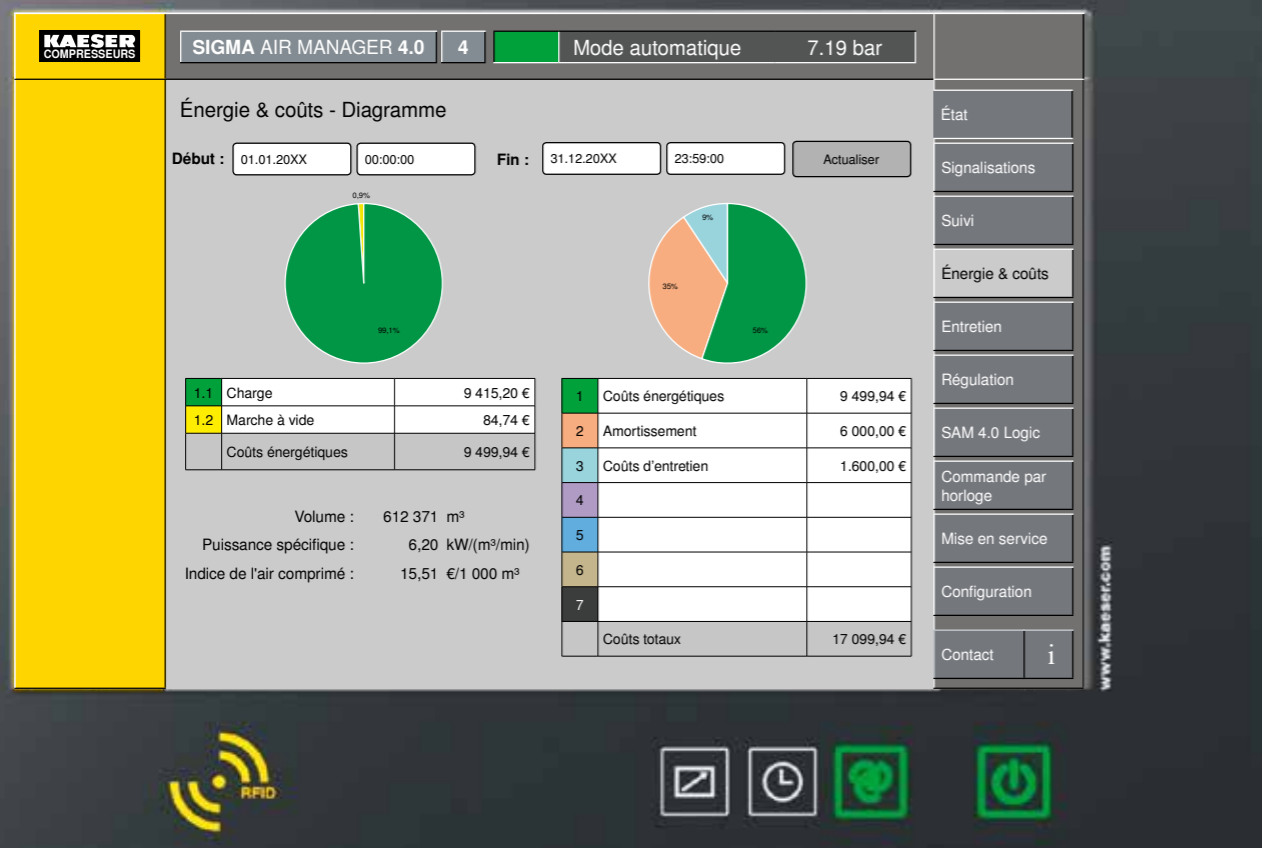 KAESER
COMPRESSEURS
SIGMA AIR MANAGER 4.0
4
Mode automatique 7.19 bar
Énergie & coûts - Diagramme
Début : 01.01.20XX 00:00:00 Fin : 31.12.20XX 23:59:00 Actualiser
0,9%
99,1%
9%
35%
56%
1.1 Charge 9 415,20 €
1.2 Marche à vide 84,74 €
Coûts énergétiques 9 499,94 €
Volume : 612 371 m³
Puissance spécifique : 6,20 kW/(m³/min)
Indice de l'air comprimé : 15,51 €/1 000 m³
1 Coûts énergétiques 9 499,94 €
2 Amortissement 6 000,00 €
3 Coûts d'entretien 1.600,00 €
4
5
6
7
Coûts totaux 17 099,94 €
État
Signalisations
Suivi
Énergie & coûts
Entretien
Régulation
SAM 4.0 Logic
Commande par
horloge
Mise en service
Configuration
Contact i
www.kaeser.com
RFID